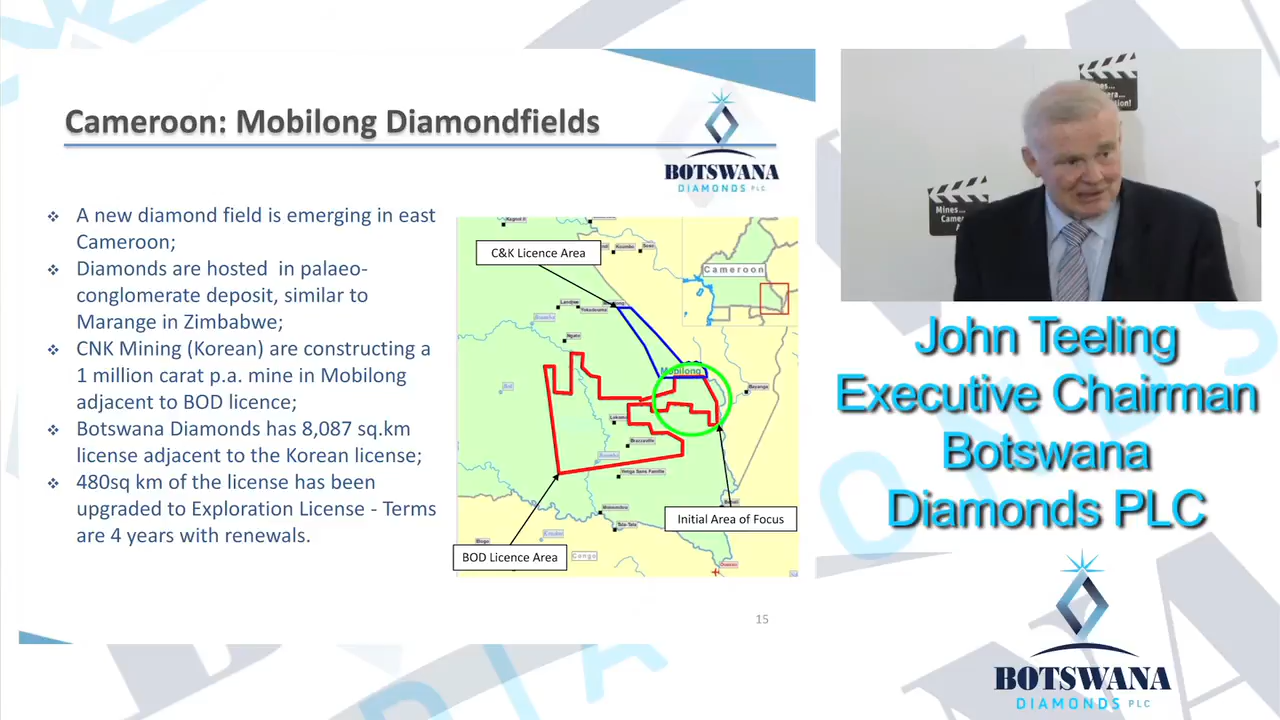 Cameroon: Mobilong Diamondfields
BOTSWANA
DIAMONDS PLC
A new diamond field is emerging in east
Cameroon;
Diamonds are hosted in palaeo-
conglomerate deposit, similar to
Marange in Zimbabwe;
CNK Mining (Korean) are constructing a
1 million carat p.a. mine in Mobilong
adjacent to BOD licence;
Botswana Diamonds has 8,087 sq.km
license adjacent to the Korean license;
480sq km of the license has been
upgraded to Exploration License - Terms
are 4 years with renewals.
C&K Licence Area
Cameroon
Mobilong
Initial Area of Focus
BOD Licence Area
Congo
15
Mines...
John Teeling
Executive Chairman
Botswana
Diamonds PLC
BOTSWANA
DIAMONDS PLC